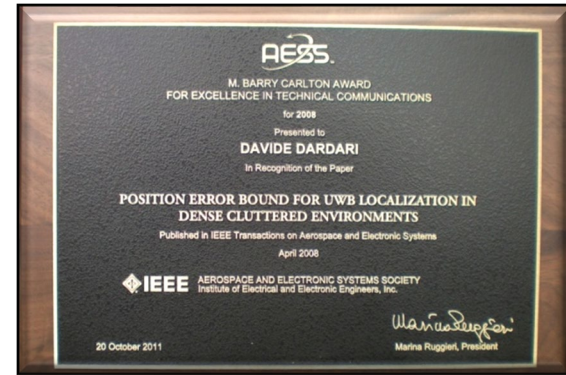 AESS
M. BARRY CARLTON AWARD
FOR EXCELLENCE IN TECHNICAL COMMUNICATIONS
for 2008
Presented to
DAVIDE DARDARI
In Recognition of the Paper
POSITION ERROR BOUND FOR UWB LOCALIZATION IN
DENSE CLUTTERED ENVIRONMENTS
Published in IEEE Transactions on Aerospace and Electronic Systems
April 2008
IEEE AEROSPACE AND ELECTRONIC SYSTEMS SOCIETY
Institute of Electrical and Electronic Engineers, Inc.
Marina Ruggieri
20 October 2011 Marina Ruggieri, President